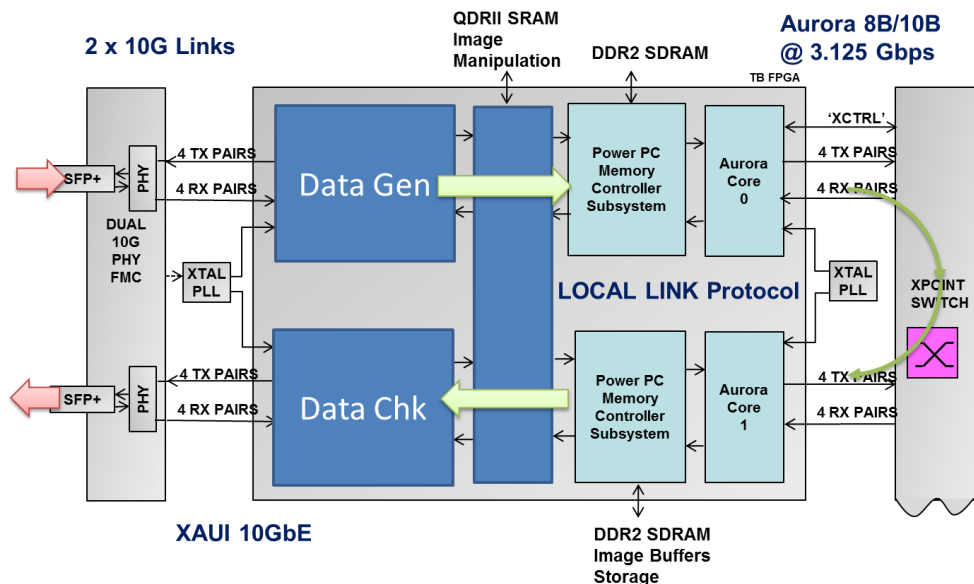 2 x 10G Links
QDRII SRAM
Image
Manipulation
DDR2 SDRAM
Aurora 8B/10B
@ 3.125 Gbps
TB FPGA
SFP+
PHY
4 TX PAIRS
4 RX PAIRS
DUAL
10G
PHY
FMC
XTAL
PLL
Data Gen
Power PC
Memory
Controller
Subsystem
Aurora
Core
0
'XCTRL'
4 TX PAIRS
4 RX PAIRS
LOCAL LINK Protocol
XTAL
PLL
XPOINT
SWITCH
SFP+
PHY
4 TX PAIRS
4 RX PAIRS
Data Chk
Power PC
Memory
Controller
Subsystem
Aurora
Core
1
4 TX PAIRS
4 RX PAIRS
XAUI 10GbE
DDR2 SDRAM
Image Buffers
Storage